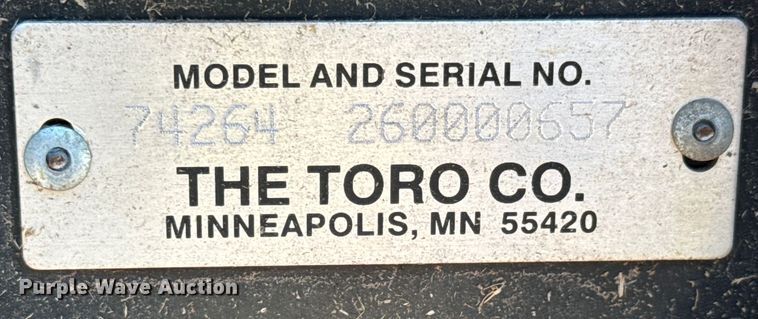 MODEL AND SERIAL NO.
74264 260000657
THE TORO CO.
MINNEAPOLIS, MN 55420
Purple Wave Auction